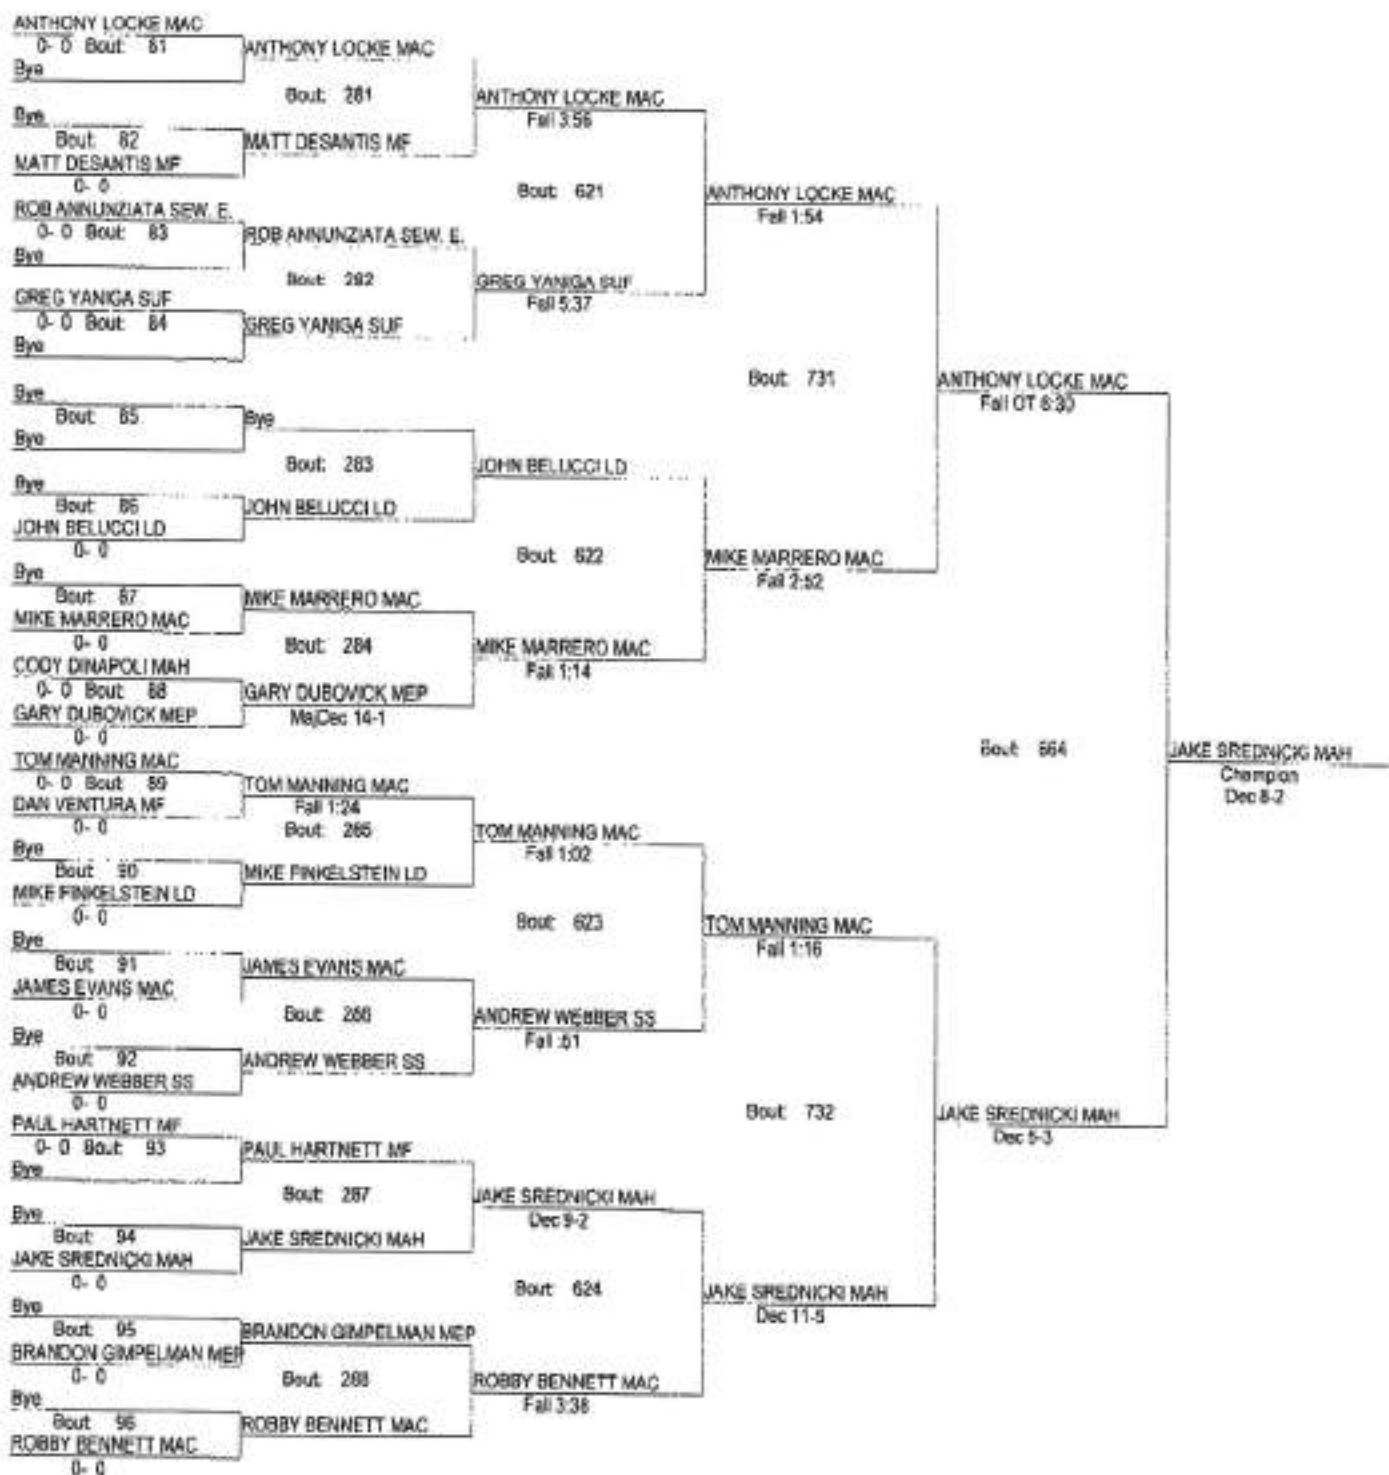 ANTHONY LOCKE MAC
0- 0 Bout: 81
Bye
Bye
Bout: 82
MATT DESANTIS MF
0- 0
ROB ANNUNZIATA SEW. E.
0- 0 Bout: 83
Bye
GREG YANIGA SUF
0- 0 Bout: 84
Bye
Bye
Bout: 85
Bye
Bye
Bout: 86
JOHN BELUCCI LD
0- 0
Bye
Bout: 87
MIKE MARRERO MAC
0- 0
CODY DINAPOLI MAH
0- 0 Bout: 88
GARY DUBOVICK MEP
0- 0
TOM MANNING MAC
0- 0 Bout: 89
DAN VENTURA MF
0- 0
Bye
Bout: 90
MIKE FINKELSTEIN LD
0- 0
Bye
Bout: 91
JAMES EVANS MAC
0- 0
Bye
Bout: 92
ANDREW WEBBER SS
0- 0
PAUL HARTNETT MF
0- 0 Bout: 93
Bye
Bye
Bout: 94
JAKE SREDNICKI MAH
0- 0
Bye
Bout: 95
BRANDON GIMPELMAN MEP
0- 0
Bye
Bout: 96
ROBBY BENNETT MAC
0- 0
ANTHONY LOCKE MAC
Bout: 281
MATT DESANTIS MF
ROB ANNUNZIATA SEW. E.
Bout: 282
GREG YANIGA SUF
Bye
Bout: 283
JOHN BELUCCI LD
MIKE MARRERO MAC
Bout: 284
GARY DUBOVICK MEP
MajDec 14-1
TOM MANNING MAC
Fall 1:24
Bout: 285
MIKE FINKELSTEIN LD
JAMES EVANS MAC
Bout: 286
ANDREW WEBBER SS
PAUL HARTNETT MF
Bout: 287
JAKE SREDNICKI MAH
BRANDON GIMPELMAN MEP
Bout: 288
ROBBY BENNETT MAC
ANTHONY LOCKE MAC
Fall 3:56
Bout: 621
GREG YANIGA SUF
Fall 5:37
JOHN BELUCCI LD
Bout: 622
MIKE MARRERO MAC
Fall 1:14
TOM MANNING MAC
Fall 1:02
Bout: 623
ANDREW WEBBER SS
Fall :51
JAKE SREDNICKI MAH
Dec 9-2
Bout: 624
ROBBY BENNETT MAC
Fall 3:38
ANTHONY LOCKE MAC
Fall 1:54
Bout: 731
MIKE MARRERO MAC
Fall 2:52
TOM MANNING MAC
Fall 1:16
Bout: 732
JAKE SREDNICKI MAH
Dec 11-5
ANTHONY LOCKE MAC
Fall OT 6:30
Bout: 864
JAKE SREDNICKI MAH
Dec 5-3
JAKE SREDNICKI MAH
Champion
Dec 8-2